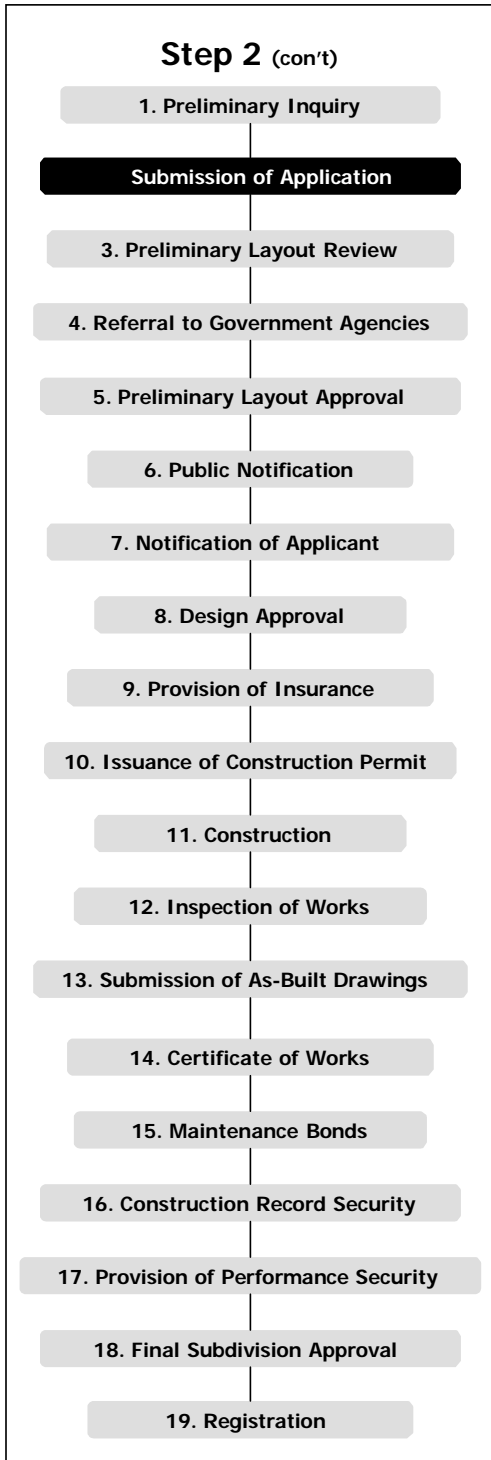 Step 2 (con't)
1. Preliminary Inquiry
Submission of Application
3. Preliminary Layout Review
4. Referral to Government Agencies
5. Preliminary Layout Approval
6. Public Notification
7. Notification of Applicant
8. Design Approval
9. Provision of Insurance
10. Issuance of Construction Permit
11. Construction
12. Inspection of Works
13. Submission of As-Built Drawings
14. Certificate of Works
15. Maintenance Bonds
16. Construction Record Security
17. Provision of Performance Security
18. Final Subdivision Approval
19. Registration